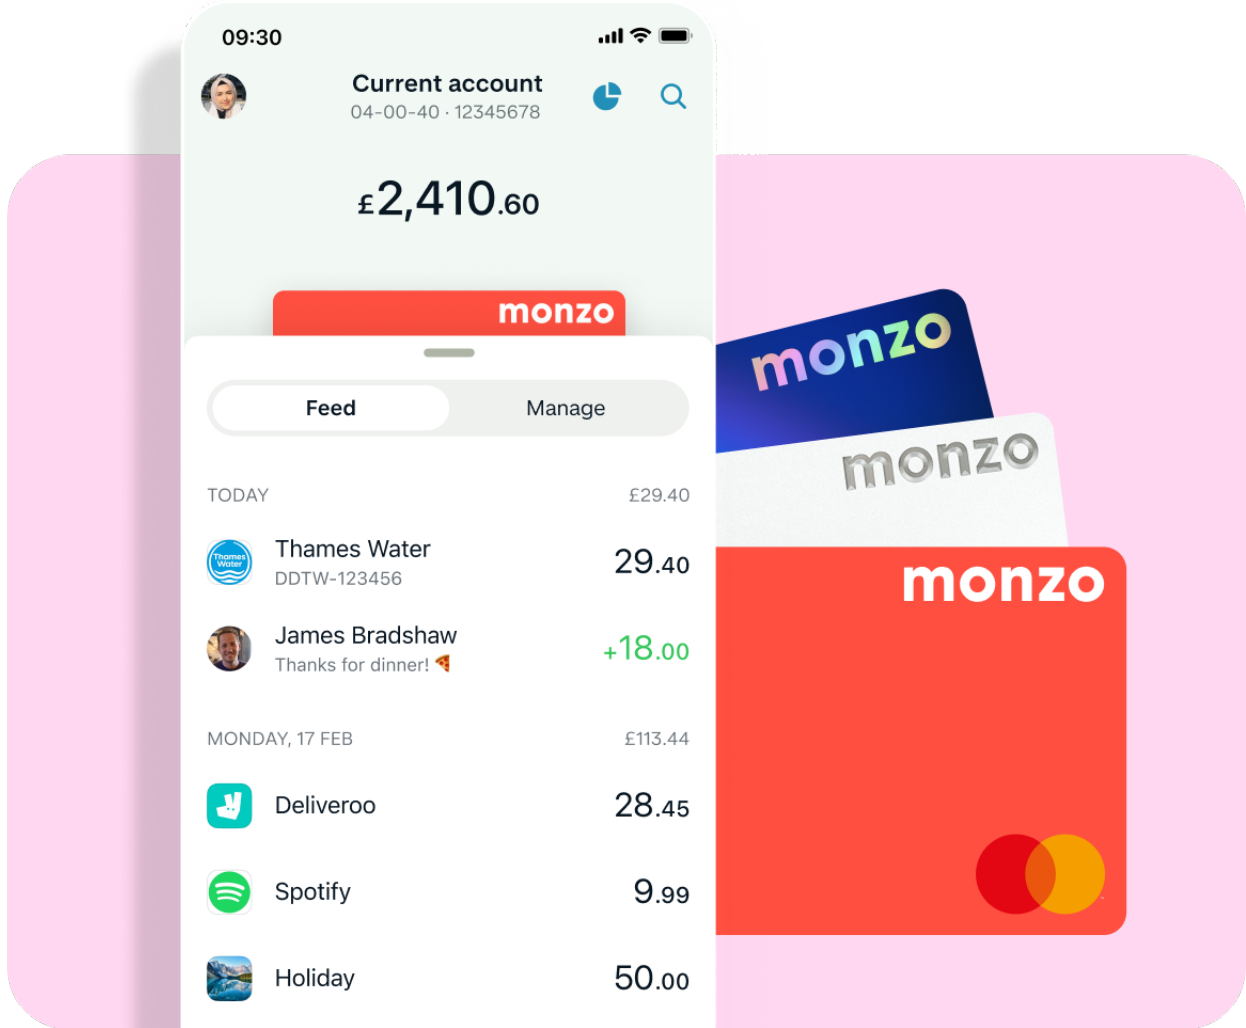 09:30
Current account
04-00-40 · 12345678
£2,410.60
monzo
Feed
Manage
TODAY
£29.40
Thames Water
Thames Water
DDTW-123456
29.40
James Bradshaw
Thanks for dinner! 🍕
+18.00
MONDAY, 17 FEB
£113.44
Deliveroo
28.45
Spotify
9.99
Holiday
50.00
monzo
monzo
monzo